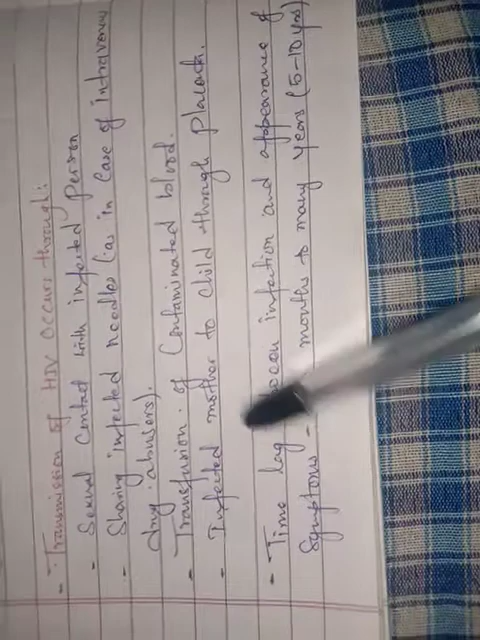 - Transmission of HIV occurs through:
- Sexual contact with infected Person
- Sharing infected needles (as in case of intravenous
drug abusers).
- Transfusion of Contaminated blood.
- Infected mother to child through Placenta.
- Time lag infection and appearance of
Symptoms - months to many years (5-10 yrs)